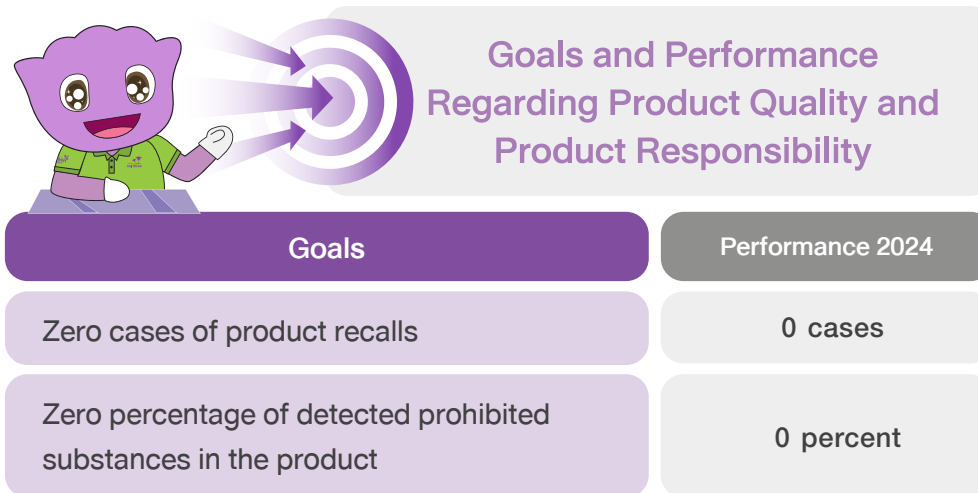 Goals and Performance
Regarding Product Quality and
Product Responsibility
Goals
Performance 2024
Zero cases of product recalls
0 cases
Zero percentage of detected prohibited
substances in the product
0 percent